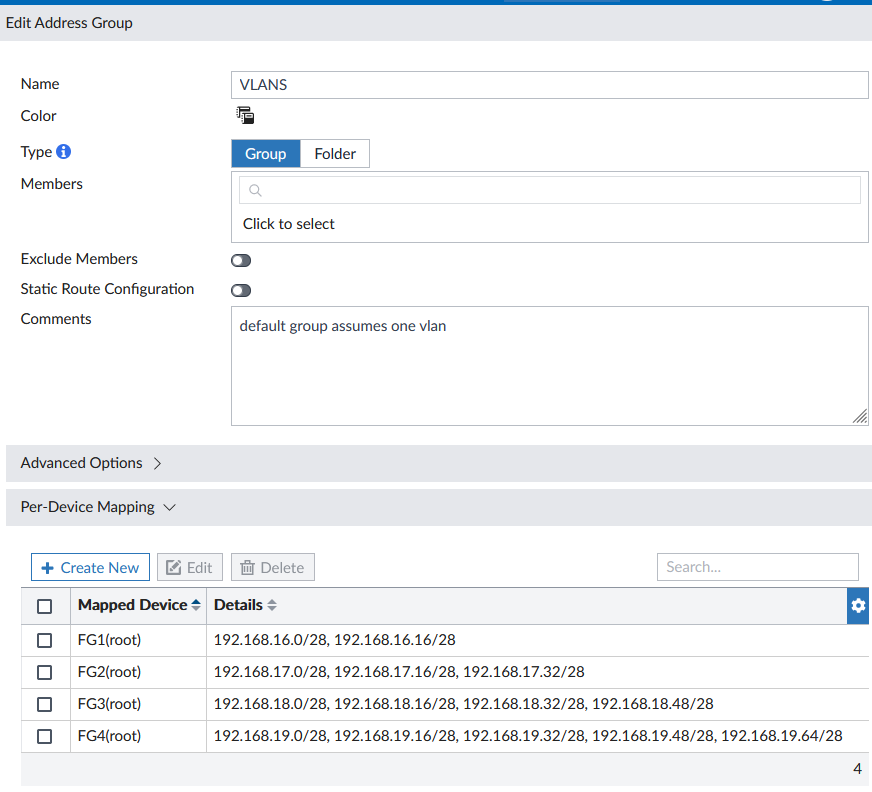 Edit Address Group
Name
VLANS
Color
Type
Group
Folder
Members
Click to select
Exclude Members
Static Route Configuration
Comments
default group assumes one vlan
Advanced Options
Per-Device Mapping
Create New
Edit
Delete
Search...
Mapped Device Details
FG1(root) 192.168.16.0/28, 192.168.16.16/28
FG2(root) 192.168.17.0/28, 192.168.17.16/28, 192.168.17.32/28
FG3(root) 192.168.18.0/28, 192.168.18.16/28, 192.168.18.32/28, 192.168.18.48/28
FG4(root) 192.168.19.0/28, 192.168.19.16/28, 192.168.19.32/28, 192.168.19.48/28, 192.168.19.64/28
4